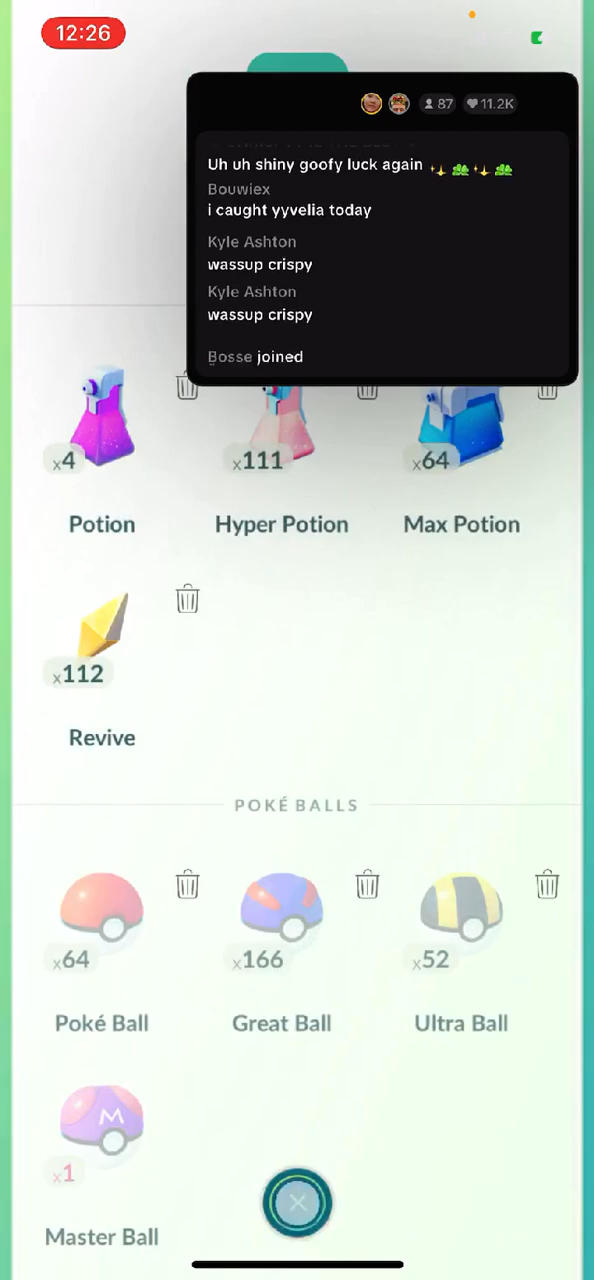 12:26
87
11.2K
Uh uh shiny goofy luck again
Bouwiex
i caught yyvelia today
Kyle Ashton
wassup crispy
Kyle Ashton
wassup crispy
Bosse joined
x4
x111
x64
Potion
Hyper Potion
Max Potion
x112
Revive
POKÉ BALLS
x64
x166
x52
Poké Ball
Great Ball
Ultra Ball
M
x1
Master Ball